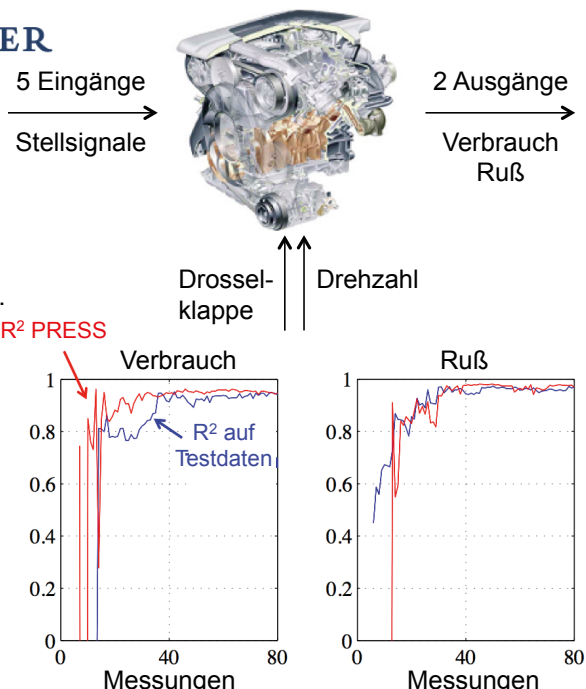 ER
5 Eingänge
Stellsignale
2 Ausgänge
Verbrauch
Ruß
Drossel-
klappe
Drehzahl
.
R² PRESS
Verbrauch
R² auf
Testdaten
1
0.8
0.6
0.4
0.2
0
0
40
80
Messungen
Ruß
1
0.8
0.6
0.4
0.2
0
0
40
80
Messungen